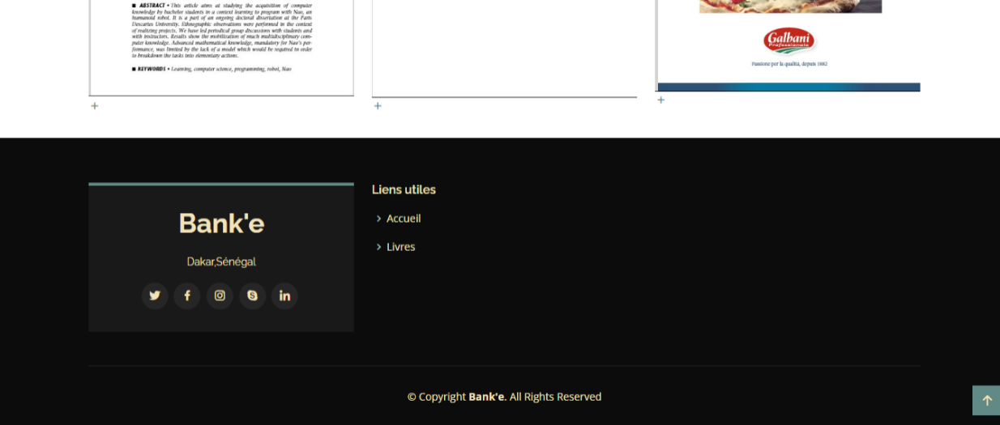 ■ ABSTRACT • This article aims at studying the acquisition of computer
knowledge by bachelor students in a context learning to program with Nao, an
humanoid robot. It is a part of an ongoing doctoral dissertation at the Paris
Descartes University. Ethnographic observations were performed in the context
of realizing projects. We have led periodical group discussions with students and
with instructors. Results show the mobilization of much multidisciplinary com-
puter knowledge. Advanced mathematical knowledge, mandatory for Nao's per-
formance, was limited by the lack of a model which would be required in order
to breakdown the tasks into elementary actions.
■ KEYWORDS • Learning, computer science, programming, robot, Nao
Galbani
Professionale
Passione per la qualità, depuis 1882
+
+
+
Bank'e
Dakar,Sénégal
Liens utiles
Accueil
Livres
© Copyright Bank'e. All Rights Reserved